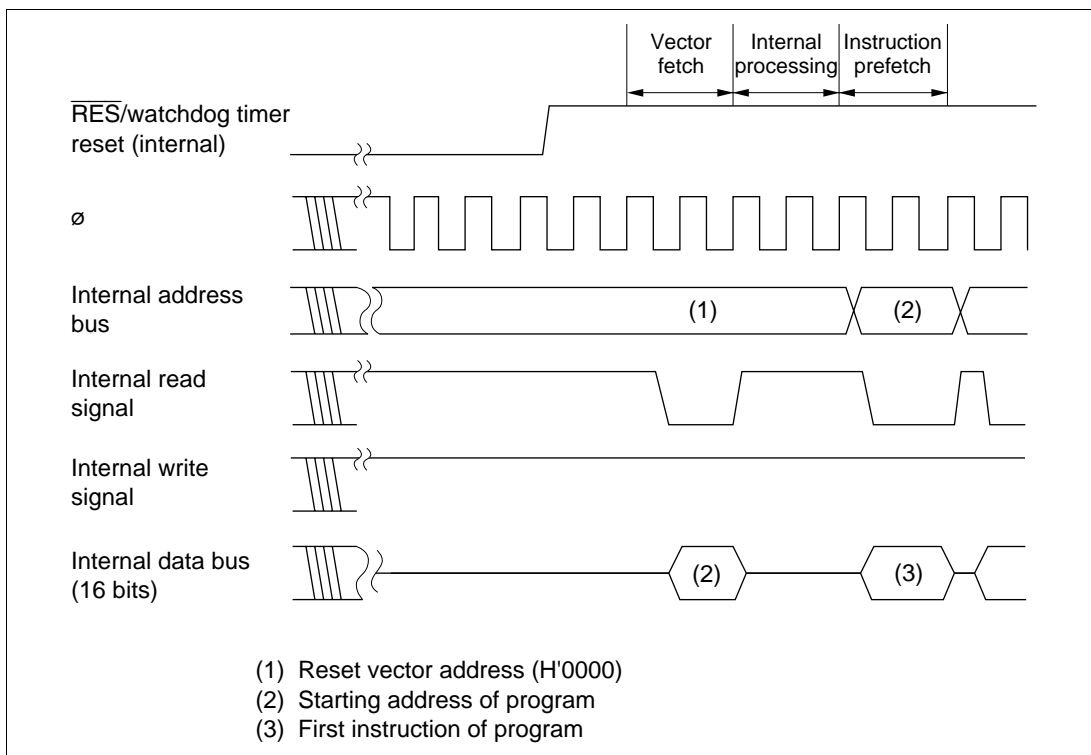 Vector fetch
Internal processing
Instruction prefetch
RES/watchdog timer
reset (internal)
ø
Internal address
bus
(1)
(2)
Internal read
signal
Internal write
signal
Internal data bus
(16 bits)
(2)
(3)
(1) Reset vector address (H'0000)
(2) Starting address of program
(3) First instruction of program